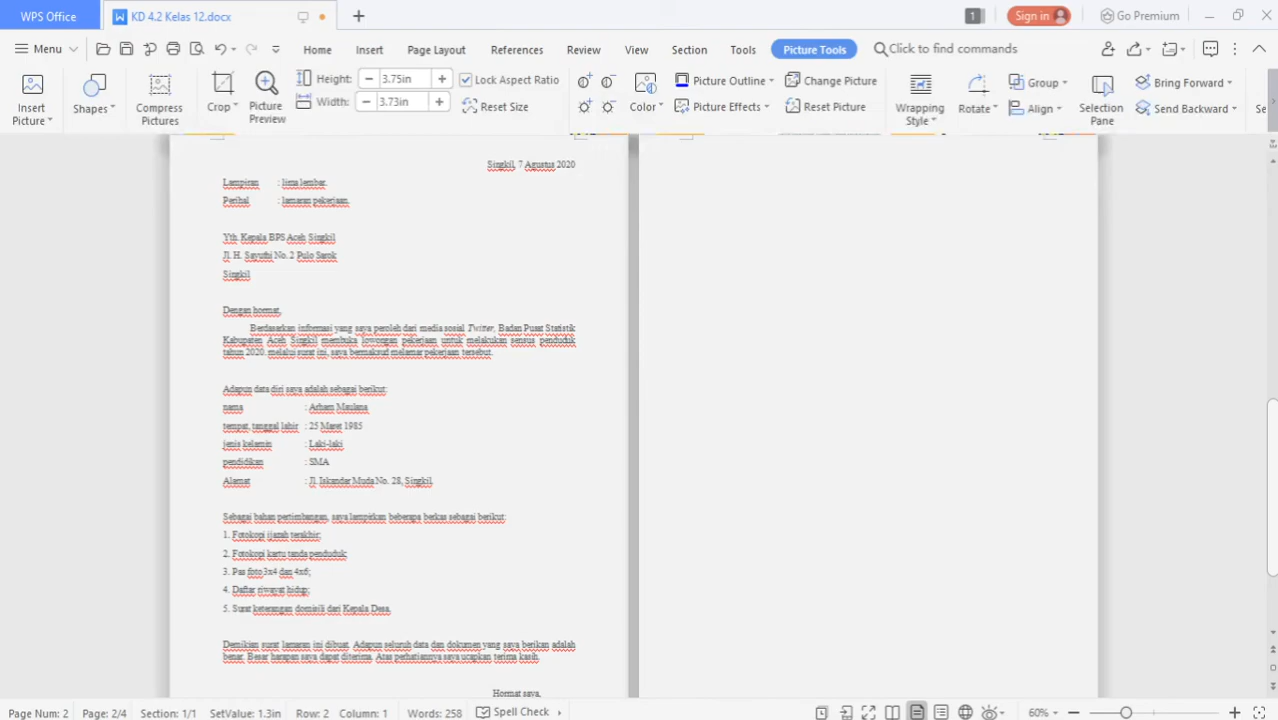 WPS Office
KD 4.2 Kelas 12.docx
1
Sign in
Go Premium
Menu
Home
Insert
Page Layout
References
Review
View
Section
Tools
Picture Tools
Click to find commands
Insert Picture
Shapes
Compress Pictures
Crop
Picture Preview
Height:
3.75in
Width:
3.73in
Lock Aspect Ratio
Reset Size
Color
Picture Outline
Picture Effects
Change Picture
Reset Picture
Wrapping Style
Rotate
Group
Align
Selection Pane
Bring Forward
Send Backward
Se
Singkil, 7 Agustus 2020
Lampiran : lima lembar.
Perihal : lamaran pekerjaan.
Yth. Kepala BPS Aceh Singkil
Jl. H. Sayuthi No. 2 Pulo Sarok
Singkil
Dengan hormat,
Berdasarkan informasi yang saya peroleh dari media sosial Twitter, Badan Pusat Statistik
Kabupaten Aceh Singkil membuka lowongan pekerjaan untuk melakukan sensus penduduk
tahun 2020. melalui surat ini, saya bermaksud melamar pekerjaan tersebut.
Adapun data diri saya adalah sebagai berikut:
nama : Arham Maulana
tempat, tanggal lahir : 25 Maret 1985
jenis kelamin : Laki-laki
pendidikan : SMA
Alamat : Jl. Iskandar Muda No. 28, Singkil.
Sebagai bahan pertimbangan, saya lampirkan beberapa berkas sebagai berikut:
1. Fotokopi ijazah terakhir;
2. Fotokopi kartu tanda penduduk;
3. Pas foto 3x4 dan 4x6;
4. Daftar riwayat hidup;
5. Surat keterangan domisili dari Kepala Desa.
Demikian surat lamaran ini dibuat. Adapun seluruh data dan dokumen yang saya berikan adalah
benar. Besar harapan saya dapat diterima. Atas perhatiannya saya ucapkan terima kasih.
Hormat saya,
Page Num: 2
Page: 2/4
Section: 1/1
SetValue: 1.3in
Row: 2
Column: 1
Words: 258
Spell Check
60%